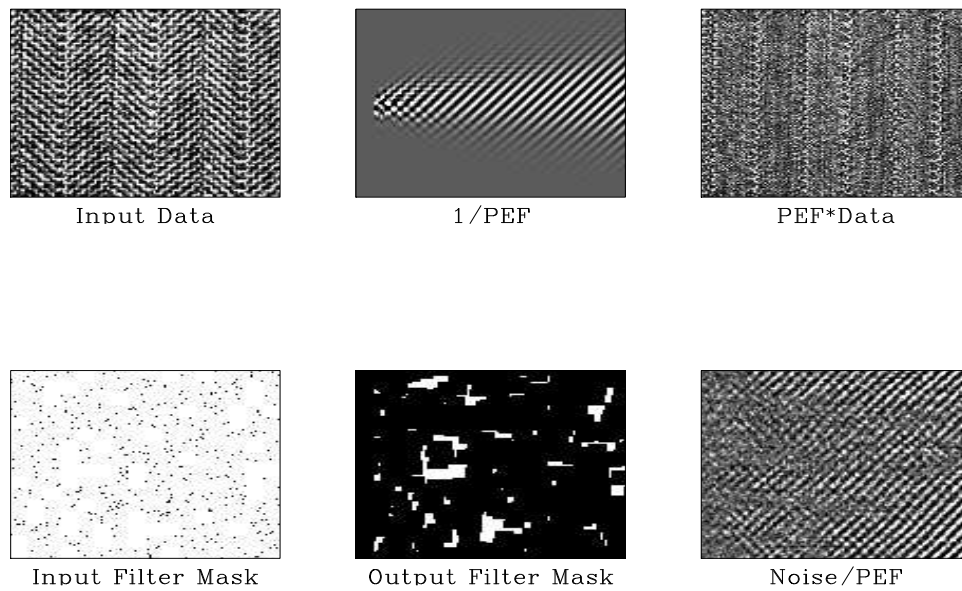 Input Data
1/PEF
PEF*Data
Input Filter Mask
Output Filter Mask
Noise/PEF